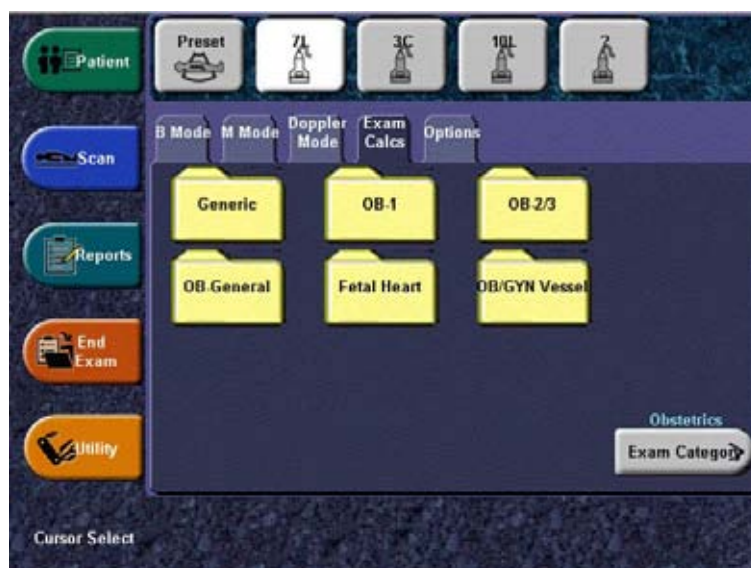 Patient
Preset
7L
3C
10L
?
Scan
B Mode
M Mode
Doppler
Mode
Exam
Calcs
Options
Generic
OB-1
OB-2/3
Reports
OB-General
Fetal Heart
OB/GYN Vessel
End
Exam
Obstetrics
Exam Category
Utility
Cursor Select